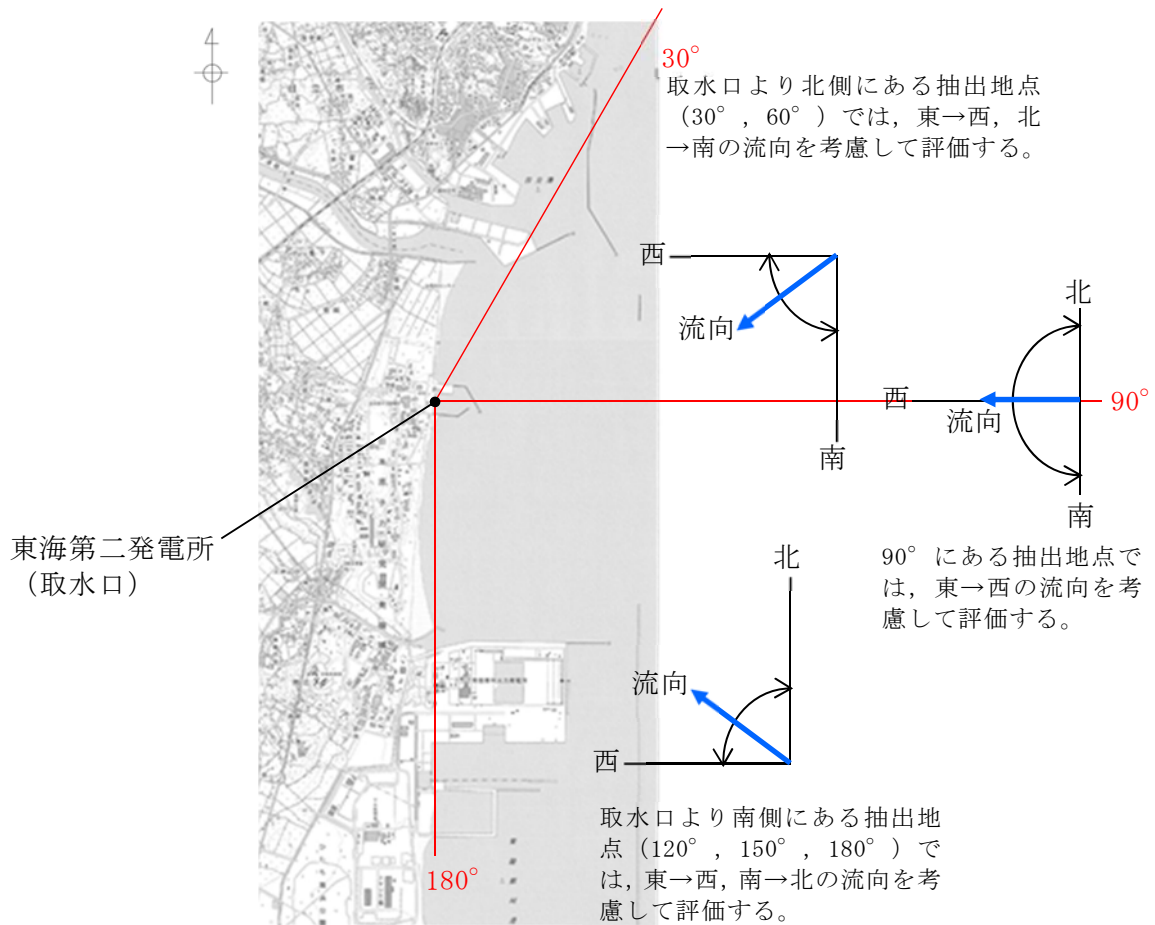 30°
取水口より北側にある抽出地点
（30°，60°）では，東→西，北
→南の流向を考慮して評価する。
西
流向
南
北
西
流向
90°
南
90°にある抽出地点で
は，東→西の流向を考
慮して評価する。
東海第二発電所
（取水口）
北
流向
西
取水口より南側にある抽出地
点（120°，150°，180°）で
は，東→西，南→北の流向を考
慮して評価する。
180°